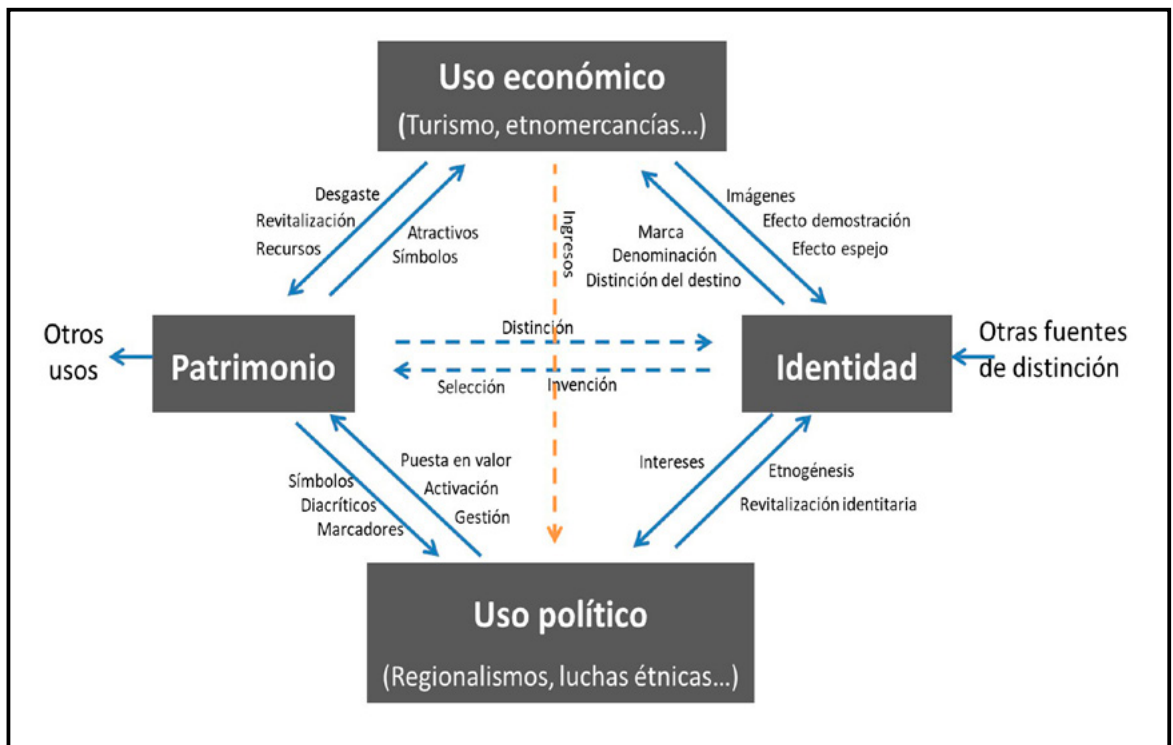 Uso económico
(Turismo, etnomercancías...)
Desgaste
Revitalización
Recursos
Atractivos
Símbolos
Ingresos
Marca
Denominación
Distinción del destino
Imágenes
Efecto demostración
Efecto espejo
Otros
usos
Patrimonio
Distinción
Selección
Invención
Identidad
Otras fuentes
de distinción
Símbolos
Diacríticos
Marcadores
Puesta en valor
Activación
Gestión
Intereses
Etnogénesis
Revitalización identitaria
Uso político
(Regionalismos, luchas étnicas...)